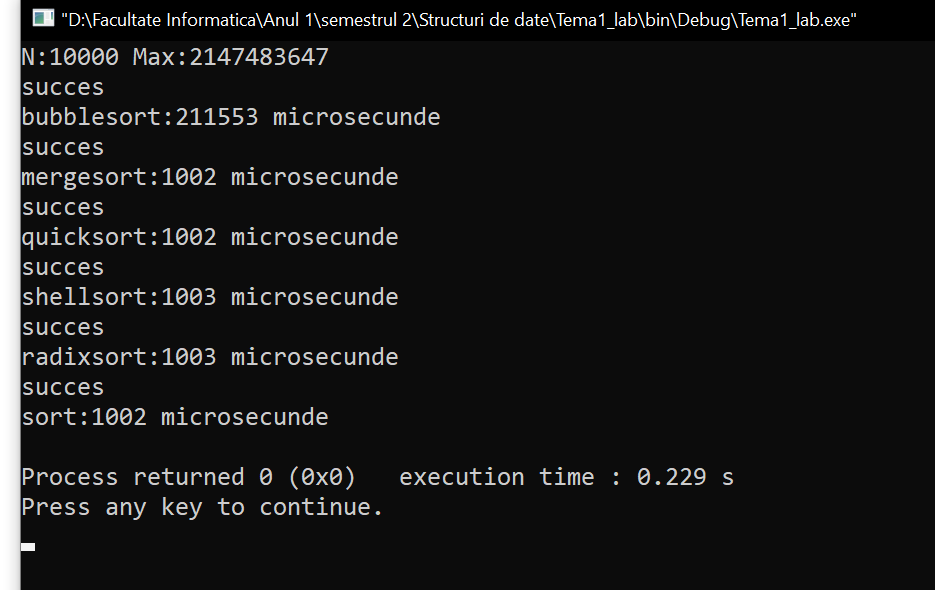 "D:\Facultate Informatica\Anul 1\semestrul 2\Structuri de date\Tema1_lab\bin\Debug\Tema1_lab.exe"
N:10000 Max:2147483647
succes
bubblesort:211553 microsecunde
succes
mergesort:1002 microsecunde
succes
quicksort:1002 microsecunde
succes
shellsort:1003 microsecunde
succes
radixsort:1003 microsecunde
succes
sort:1002 microsecunde
Process returned 0 (0x0)   execution time : 0.229 s
Press any key to continue.